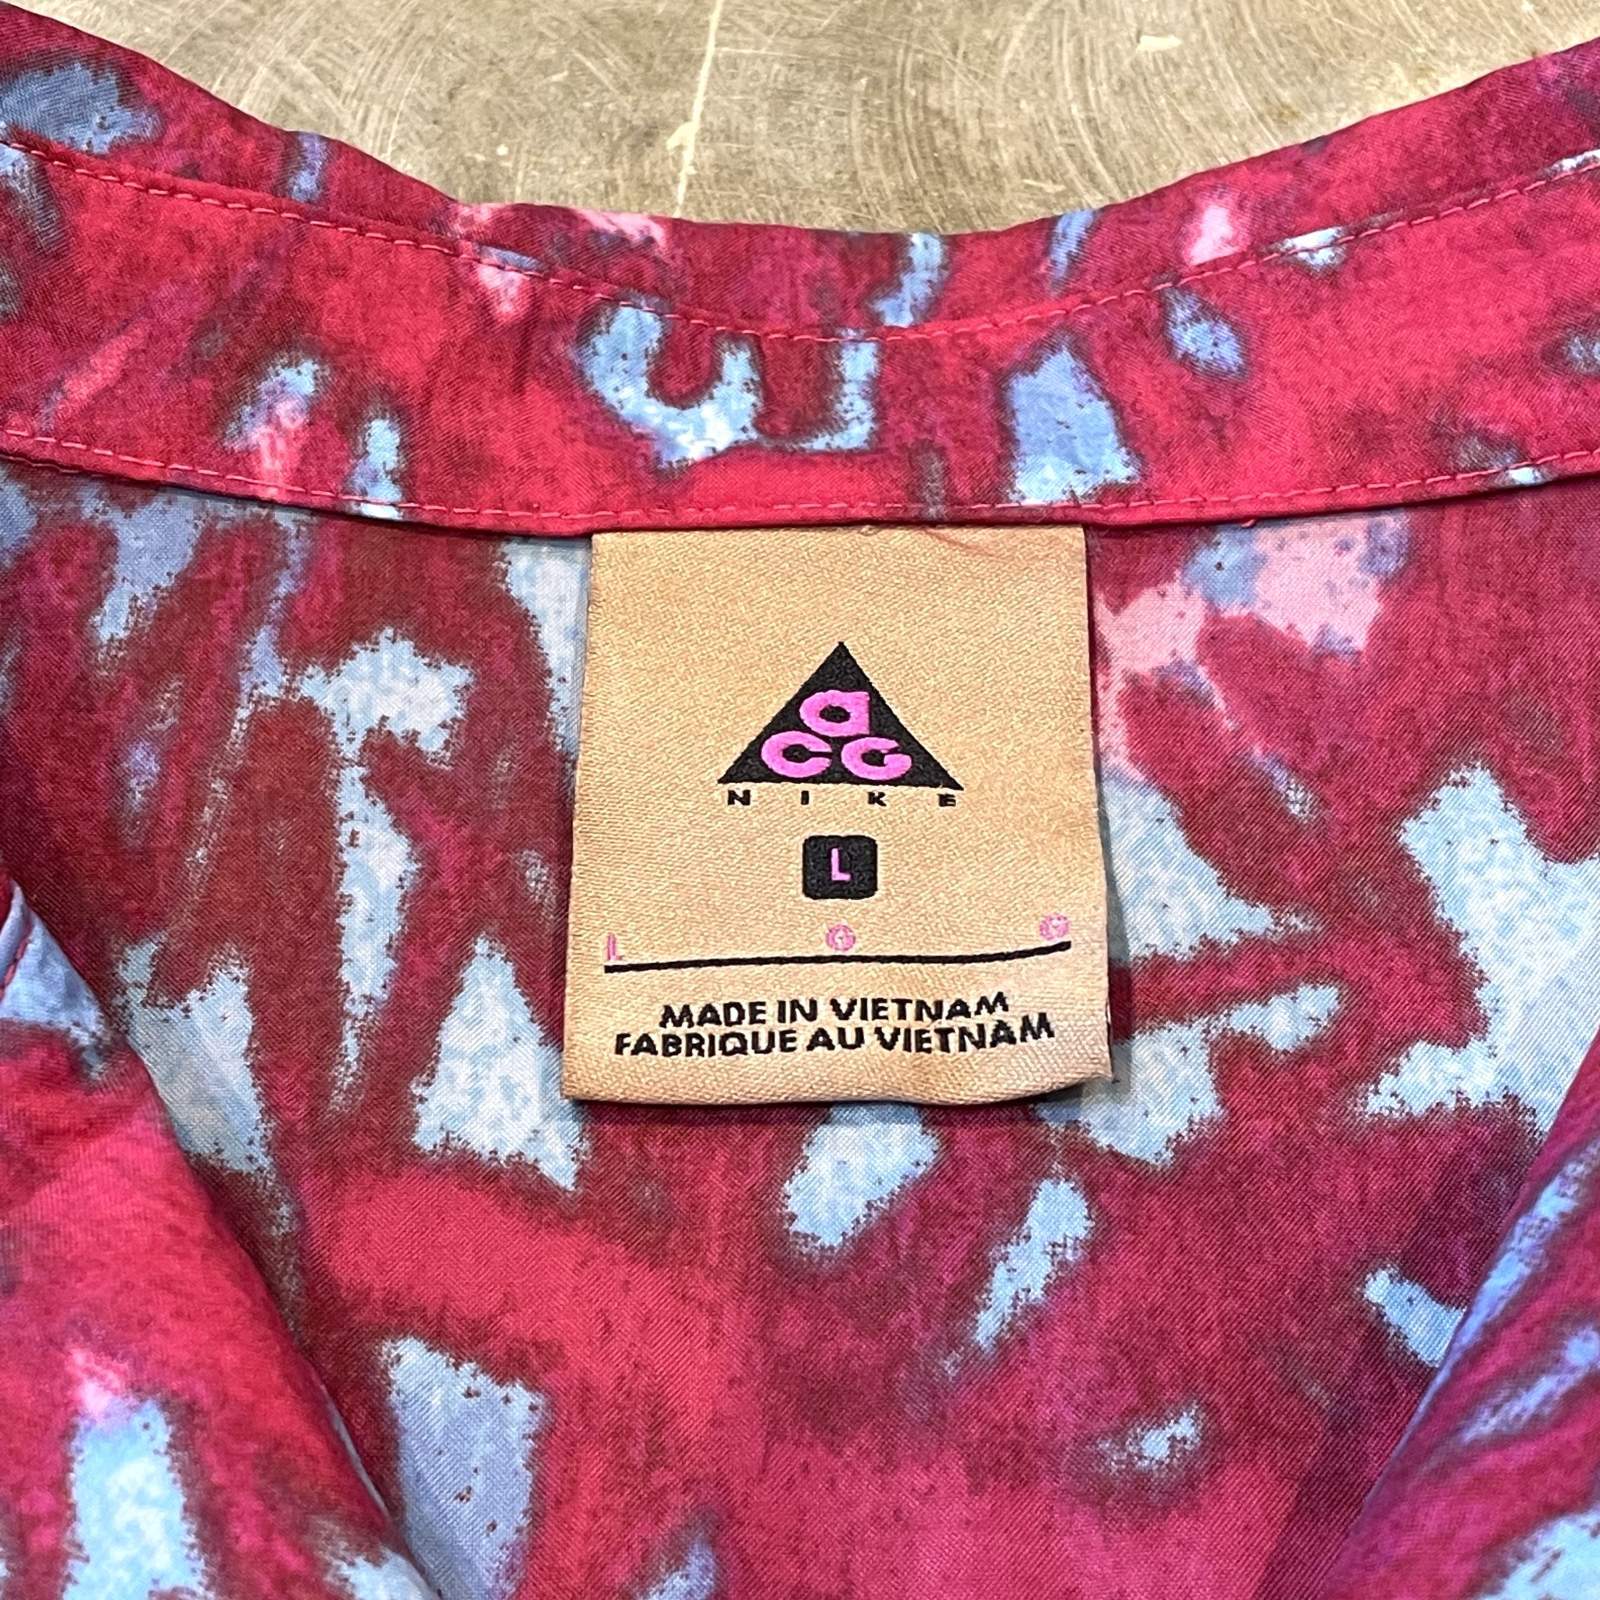 acg
NIKE
L
L G G
MADE IN VIETNAM
FABRIQUE AU VIETNAM